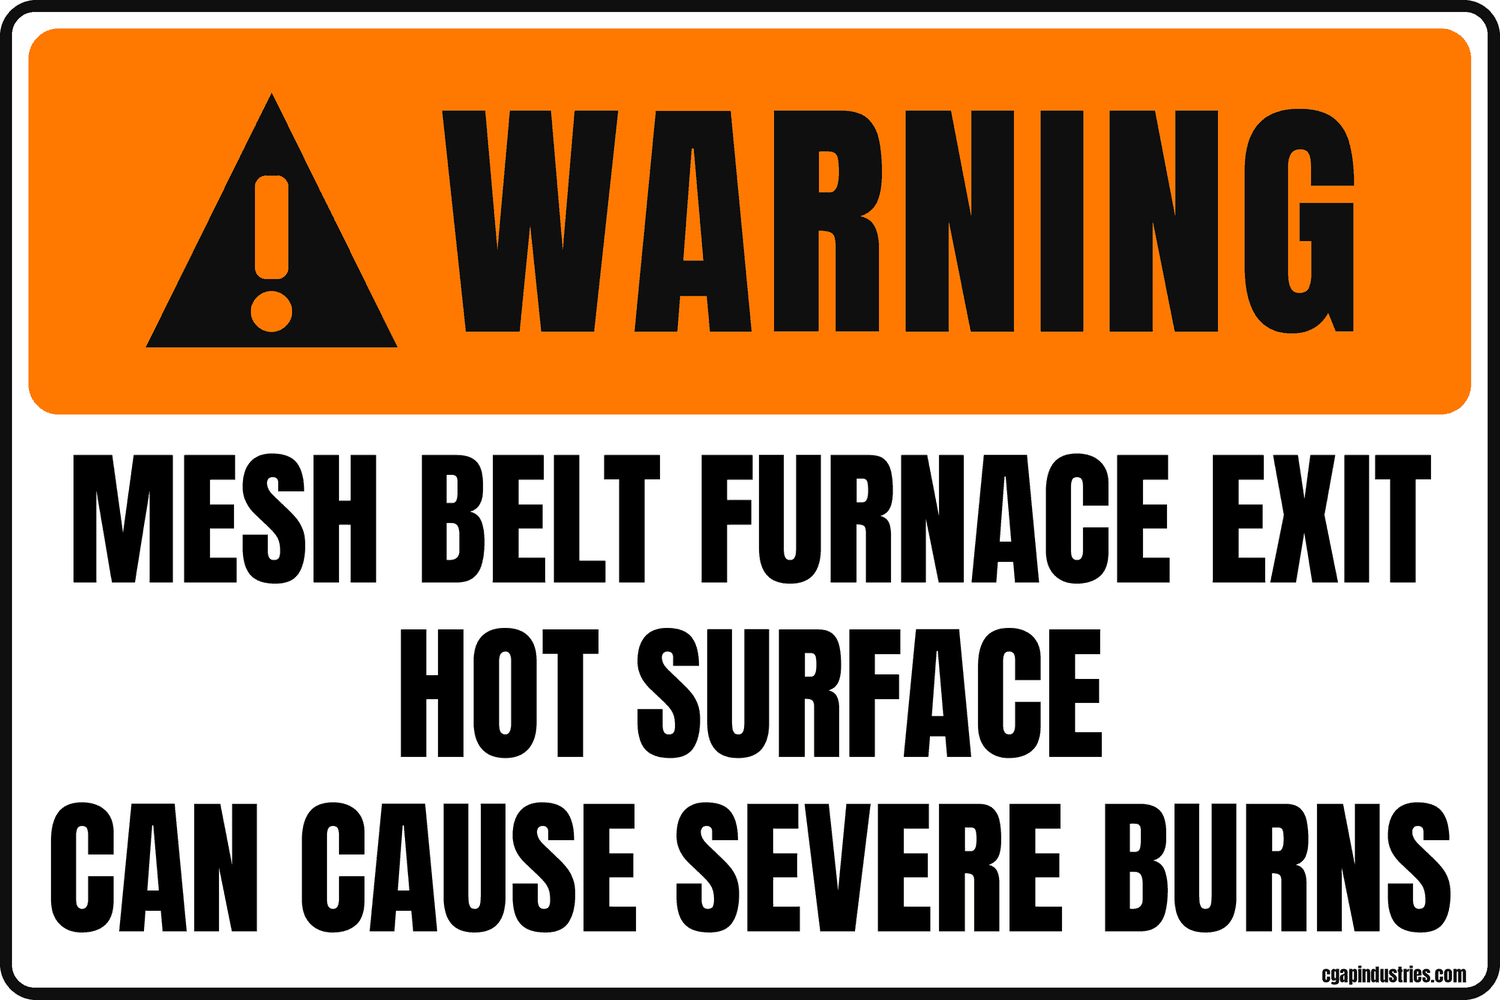 WARNING
MESH BELT FURNACE EXIT
HOT SURFACE
CAN CAUSE SEVERE BURNS
cgapindustries.com